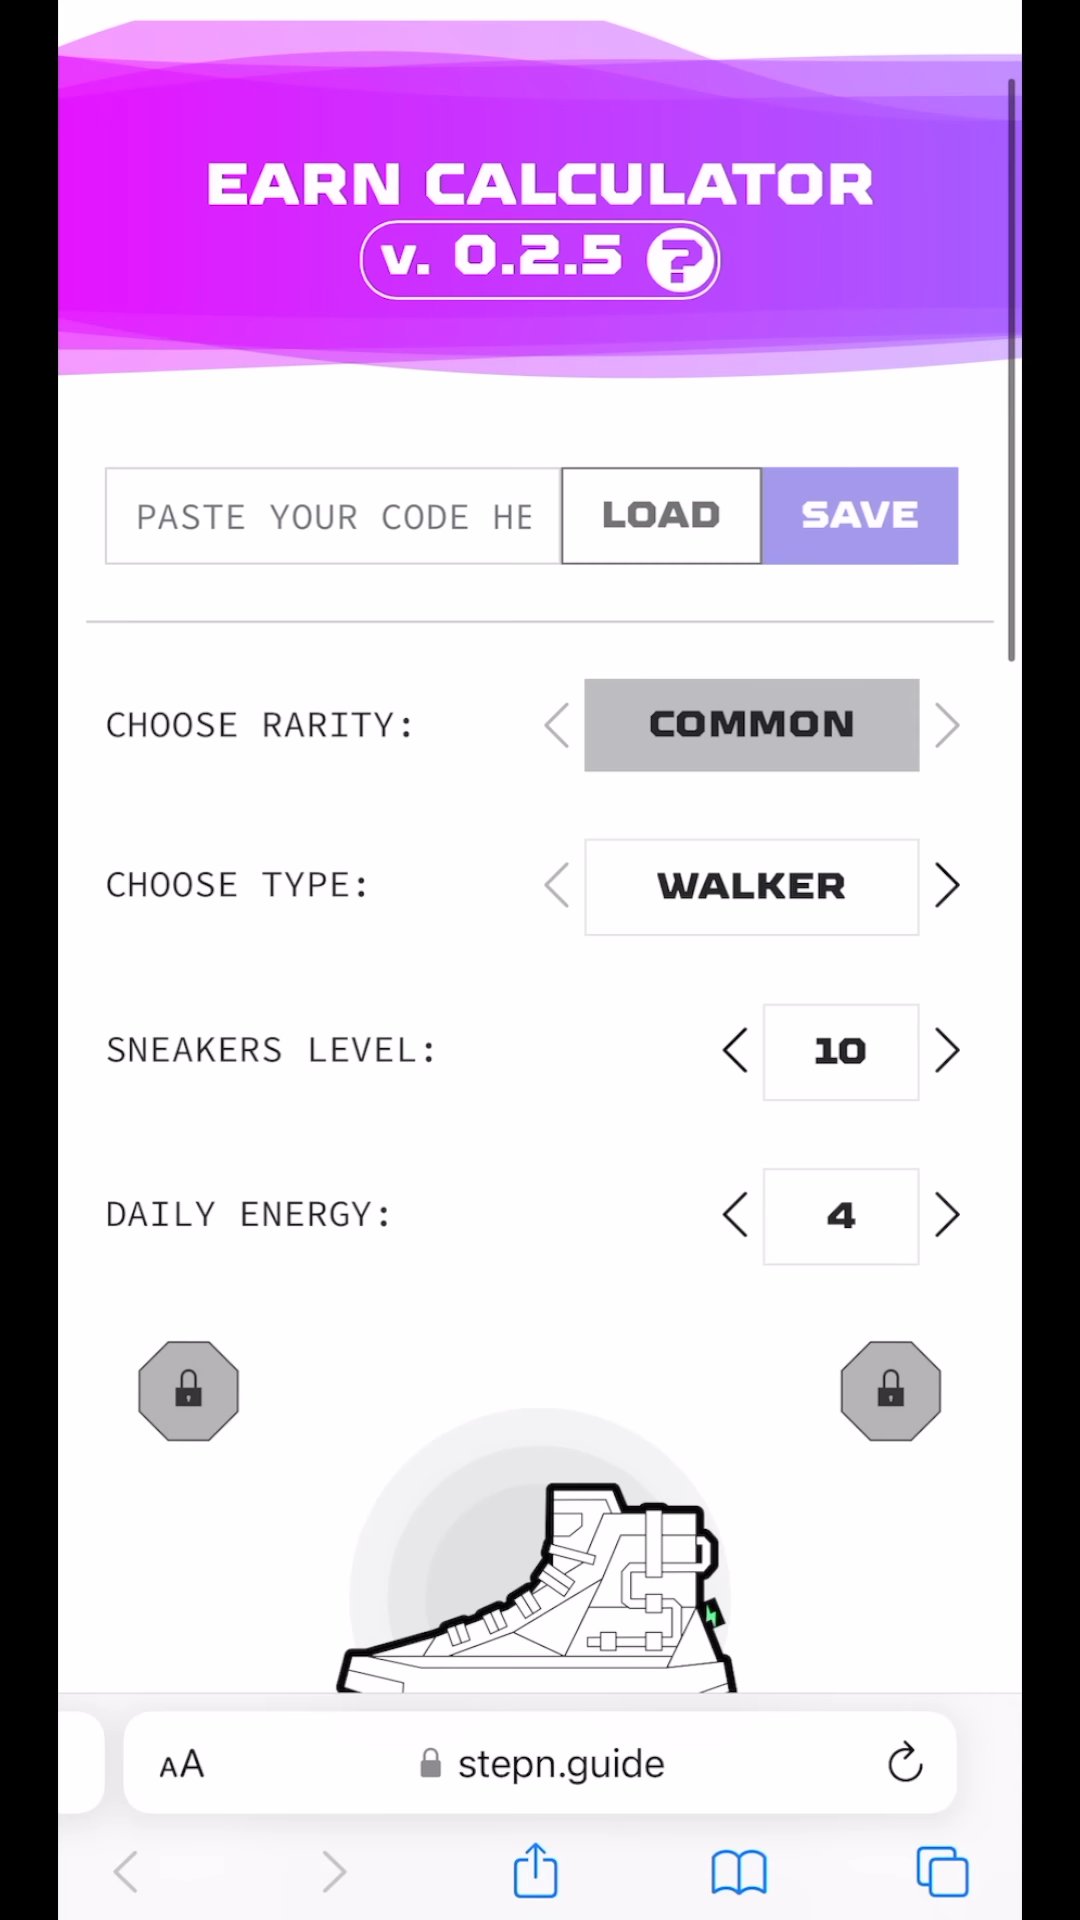 EARN CALCULATOR
v. 0.2.5 ?
PASTE YOUR CODE HE
LOAD
SAVE
CHOOSE RARITY:
COMMON
CHOOSE TYPE:
WALKER
SNEAKERS LEVEL:
10
DAILY ENERGY:
4
AA
stepn.guide